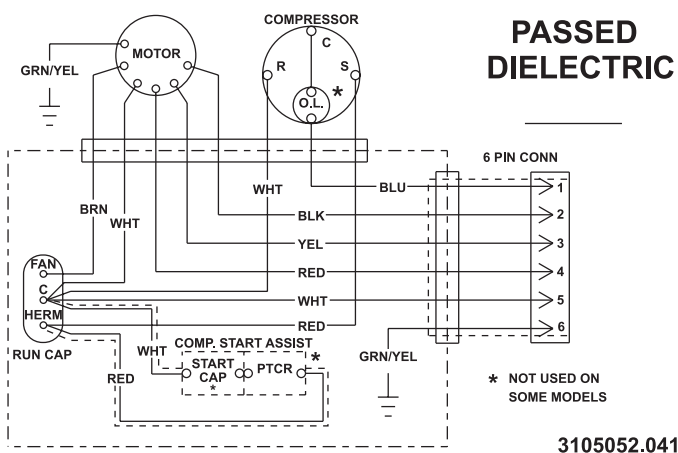 COMPRESSOR
PASSED
DIELECTRIC
MOTOR
C
GRN/YEL
R
S
O.L.
*
6 PIN CONN
WHT
BLU
1
BRN
WHT
BLK
2
YEL
3
FAN
RED
4
C
WHT
5
HERM
RED
6
RUN CAP
WHT
COMP. START ASSIST
*
GRN/YEL
RED
START
CAP
*
PTCR
* NOT USED ON
SOME MODELS
3105052.041